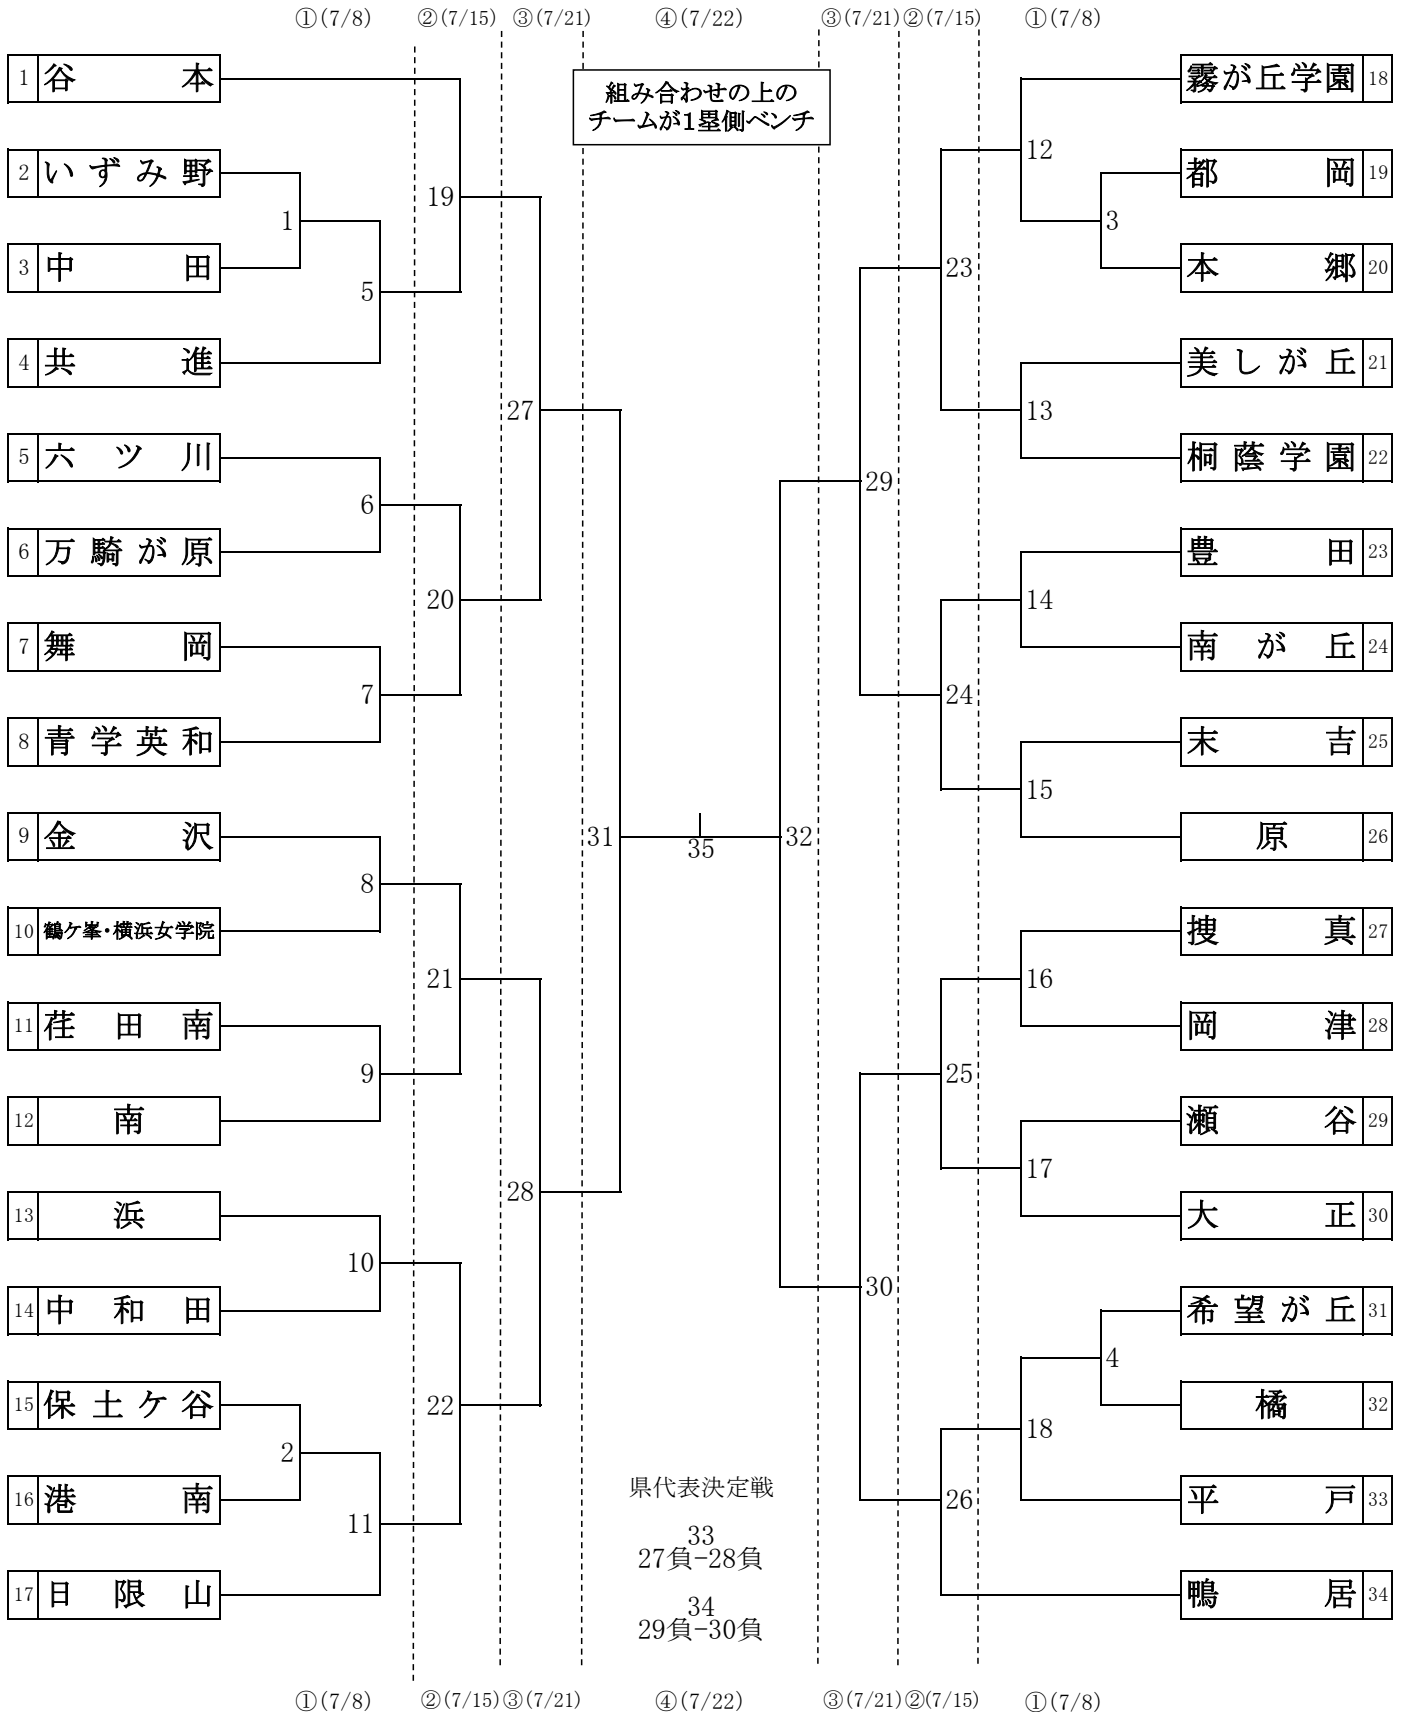 ①(7/8) ②(7/15) ③(7/21) ④(7/22) ③(7/21) ②(7/15) ①(7/8)
組み合わせの上の
チームが1塁側ベンチ
1 谷本
2 いずみ野
3 中田
4 共進
5 六ツ川
6 万騎が原
7 舞岡
8 青学英和
9 金沢
10 鶴ケ峯・横浜女学院
11 荏田南
12 南
13 浜
14 中和田
15 保土ケ谷
16 港南
17 日限山
1
2
5
6
7
8
9
10
11
19
20
21
22
27
28
31
35
32
29
30
23
24
25
26
12
13
14
15
16
17
18
3
4
霧が丘学園 18
都岡 19
本郷 20
美しが丘 21
桐蔭学園 22
豊田 23
南が丘 24
末吉 25
原 26
捜真 27
岡津 28
瀬谷 29
大正 30
希望が丘 31
橘 32
平戸 33
鴨居 34
県代表決定戦
33
27負−28負
34
29負−30負
①(7/8) ②(7/15) ③(7/21) ④(7/22) ③(7/21) ②(7/15) ①(7/8)